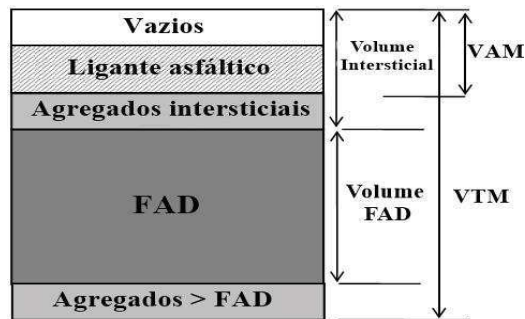 Vazios
Ligante asfáltico
Agregados intersticiais
FAD
Agregados > FAD
Volume
Intersticial
Volume
FAD
VAM
VTM